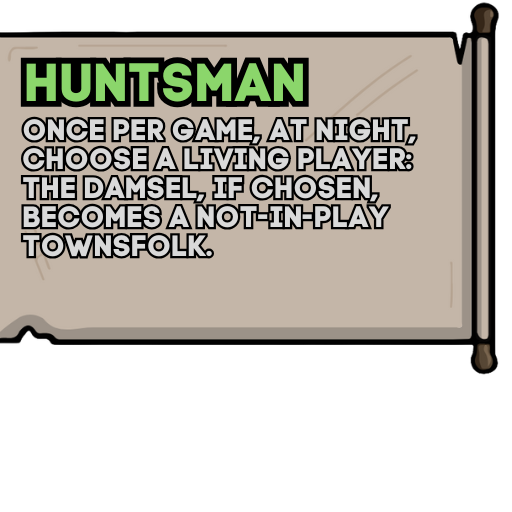 HUNTSMAN
ONCE PER GAME, AT NIGHT,
CHOOSE A LIVING PLAYER:
THE DAMSEL, IF CHOSEN,
BECOMES A NOT-IN-PLAY
TOWNSFOLK.